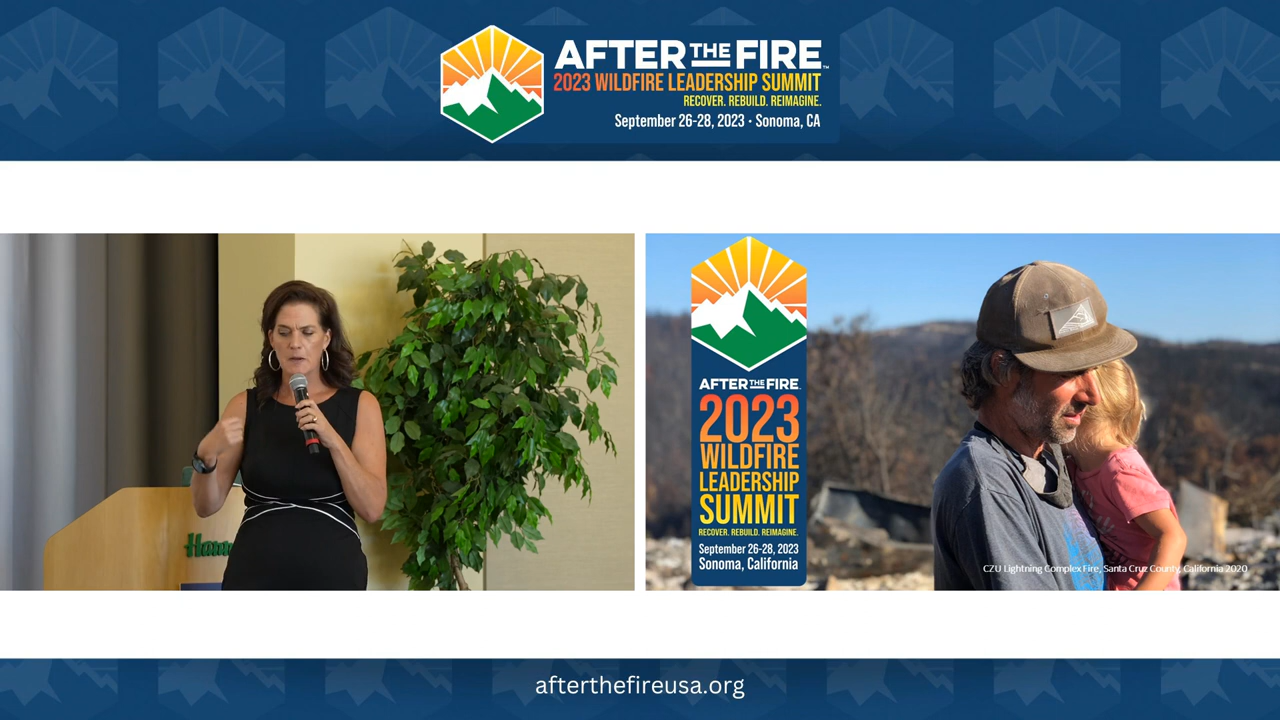 AFTER THE FIRE™
2023 WILDFIRE LEADERSHIP SUMMIT
RECOVER. REBUILD. REIMAGINE.
September 26-28, 2023 • Sonoma, CA
AFTER THE FIRE
2023
WILDFIRE
LEADERSHIP
SUMMIT
RECOVER. REBUILD. REIMAGINE.
September 26-28, 2023
Sonoma, California
CZU Lightning Complex Fire, Santa Cruz County, California 2020
afterthefireusa.org